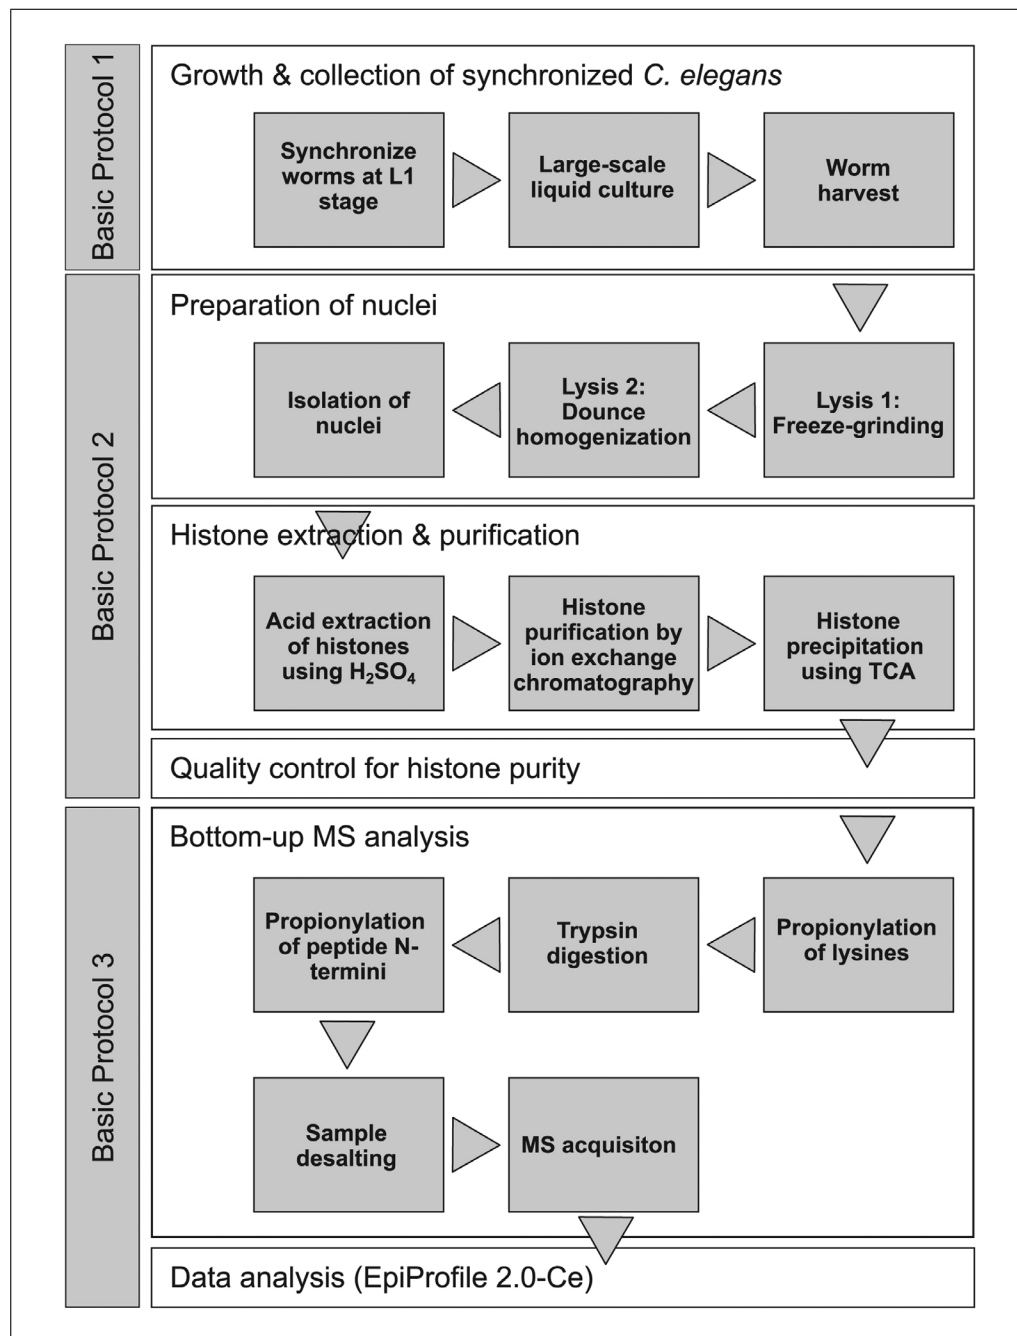 Basic Protocol 1
Growth & collection of synchronized C. elegans
Synchronize
worms at L1
stage
Large-scale
liquid culture
Worm
harvest
Basic Protocol 2
Preparation of nuclei
Lysis 1:
Freeze-grinding
Lysis 2:
Dounce
homogenization
Isolation of
nuclei
Histone extraction & purification
Acid extraction
of histones
using H₂SO₄
Histone
purification by
ion exchange
chromatography
Histone
precipitation
using TCA
Quality control for histone purity
Basic Protocol 3
Bottom-up MS analysis
Propionylation
of lysines
Trypsin
digestion
Propionylation
of peptide N-
termini
Sample
desalting
MS acquisiton
Data analysis (EpiProfile 2.0-Ce)